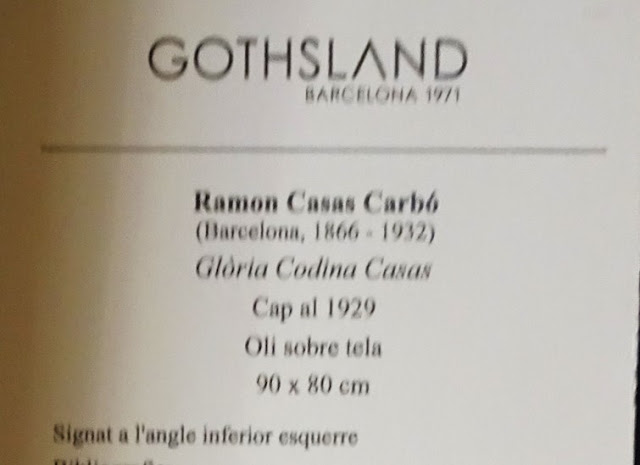 GOTHSLAND
BARCELONA 1971
Ramon Casas Carbó
(Barcelona, 1866 - 1932)
Glòria Codina Casas
Cap al 1929
Oli sobre tela
90 x 80 cm
Signat a l'angle inferior esquerre